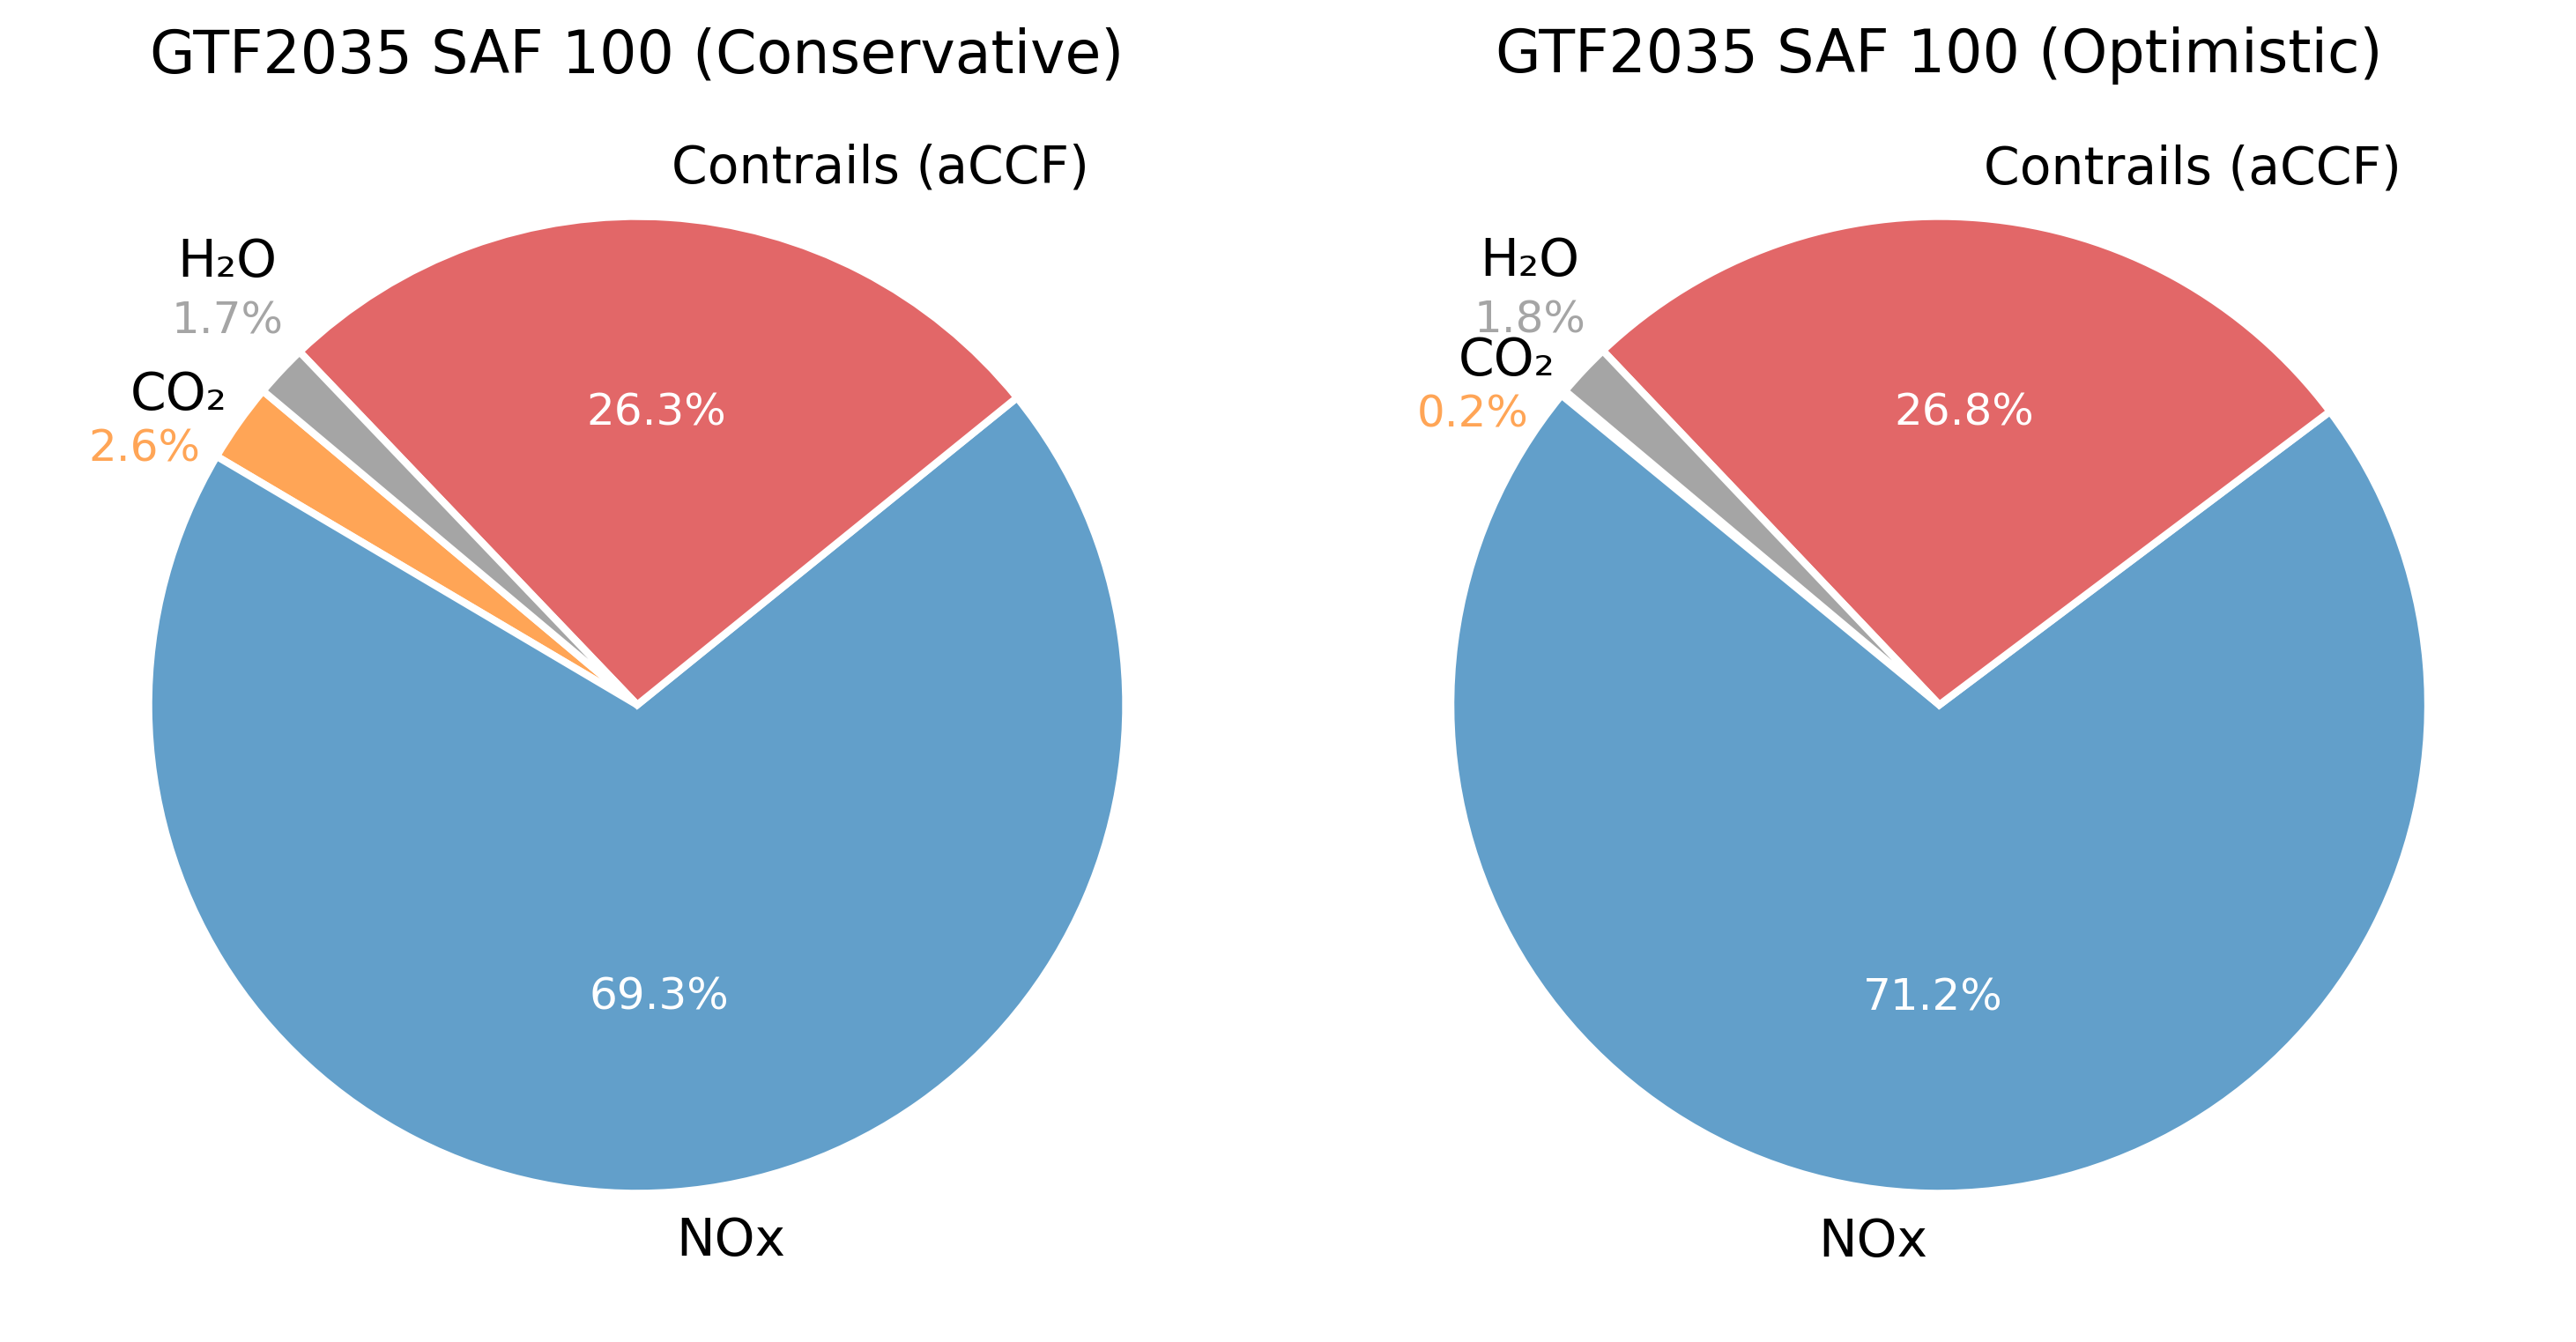 GTF2035 SAF 100 (Conservative)
Contrails (aCCF)
H₂O
1.7%
CO₂
2.6%
26.3%
69.3%
NOx
GTF2035 SAF 100 (Optimistic)
Contrails (aCCF)
H₂O
1.8%
CO₂
0.2%
26.8%
71.2%
NOx